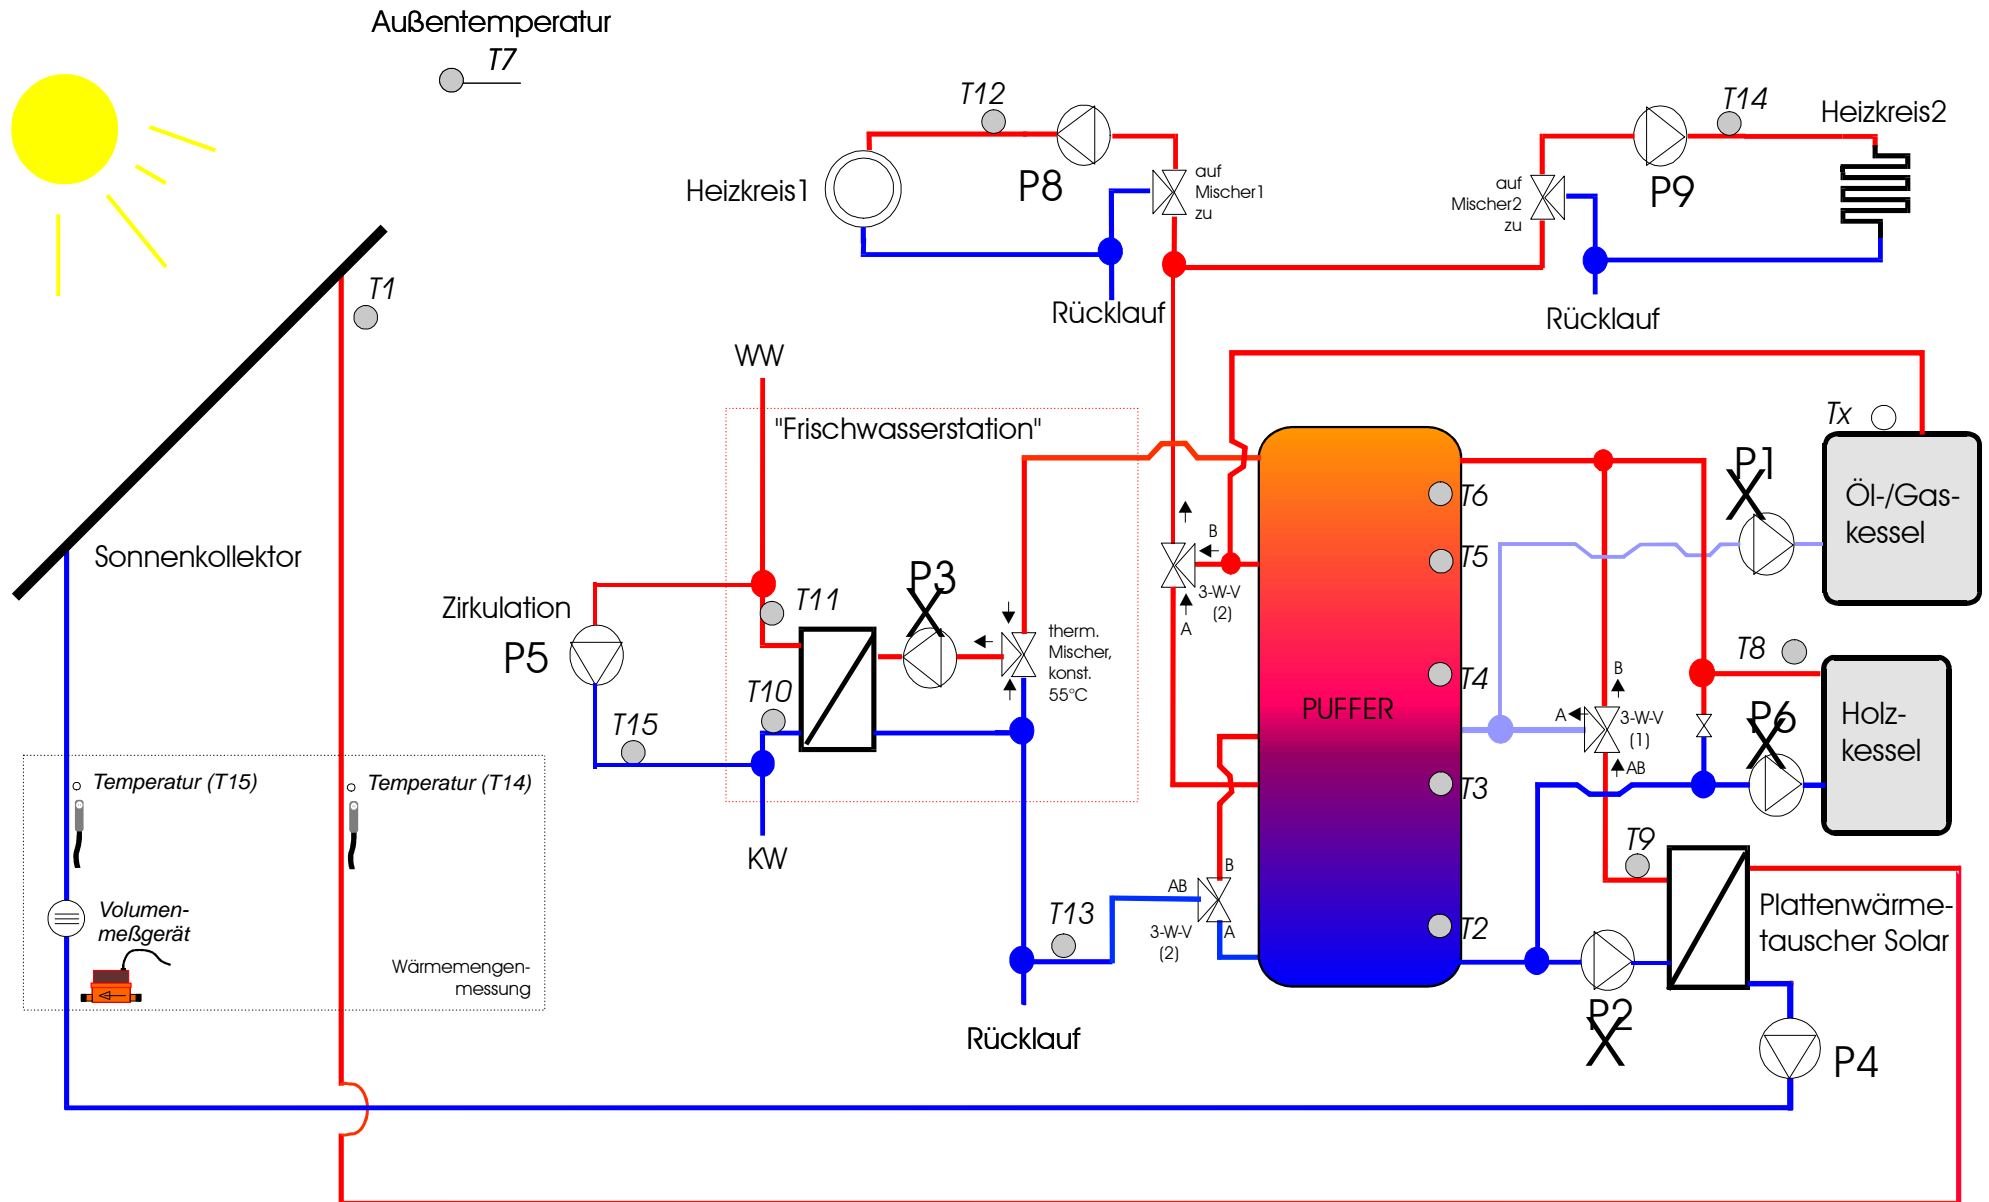 Außentemperatur
T7
T12
P8
Heizkreis1
auf
Mischer1
zu
Rücklauf
T14
Heizkreis2
P9
auf
Mischer2
zu
Rücklauf
T1
Sonnenkollektor
WW
"Frischwasserstation"
Zirkulation
P5
T11
P3
T10
T15
therm.
Mischer,
konst.
55°C
KW
B
3-W-V
(2)
A
PUFFER
T6
T5
T4
T3
T2
Tx
P1
Öl-/Gas-
kessel
T8
Holz-
kessel
P6
B
A
3-W-V
(1)
AB
T9
Plattenwärme-
tauscher Solar
P2
P4
Temperatur (T15)
Temperatur (T14)
Volumen-
meßgerät
Wärmemengen-
messung
T13
B
AB
3-W-V
(2)
A
Rücklauf